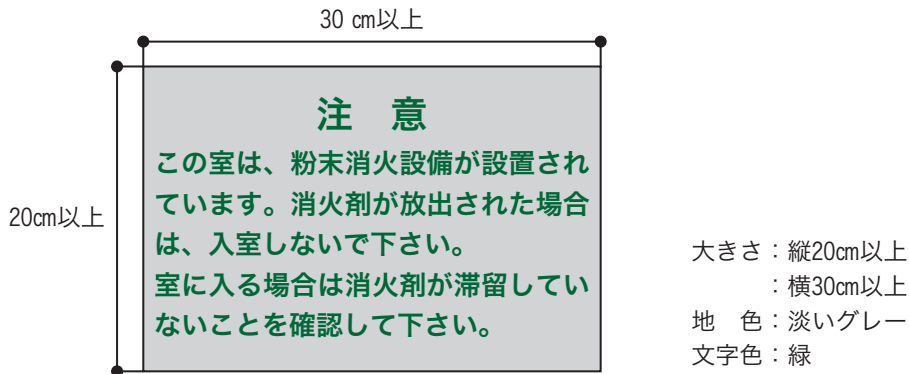 30 ㎝以上
20㎝以上
注　意
この室は、粉末消火設備が設置され
ています。消火剤が放出された場合
は、入室しないで下さい。
室に入る場合は消火剤が滞留してい
ないことを確認して下さい。
大きさ：縦20㎝以上
：横30㎝以上
地　色：淡いグレー
文字色：緑